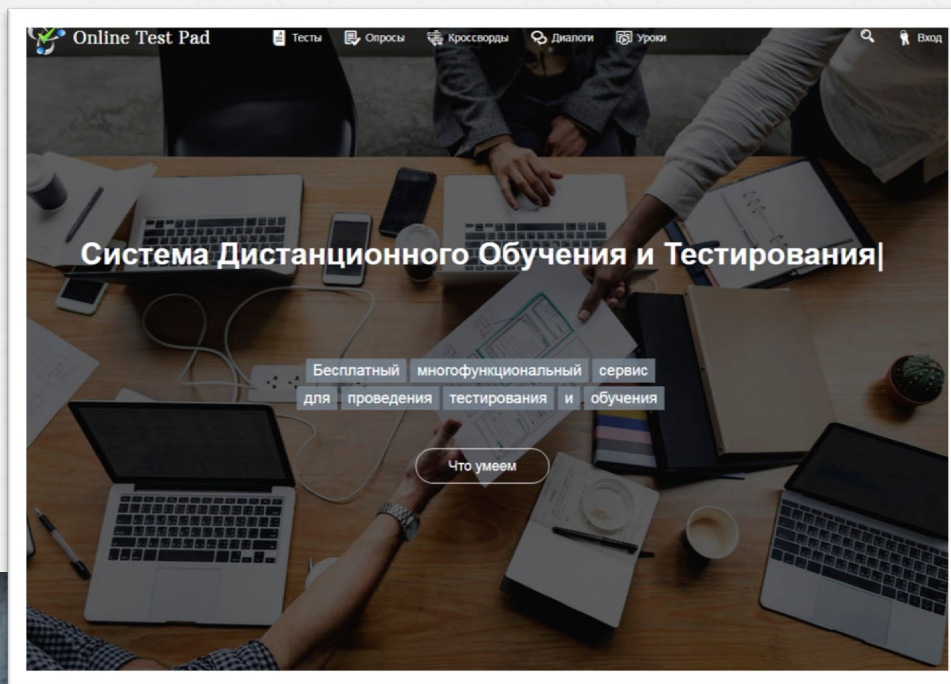 Online Test Pad Тесты Опросы Кроссворды Диалоги Уроки Вход
Система Дистанционного Обучения и Тестирования|
Бесплатный многофункциональный сервис
для проведения тестирования и обучения
Что умеем